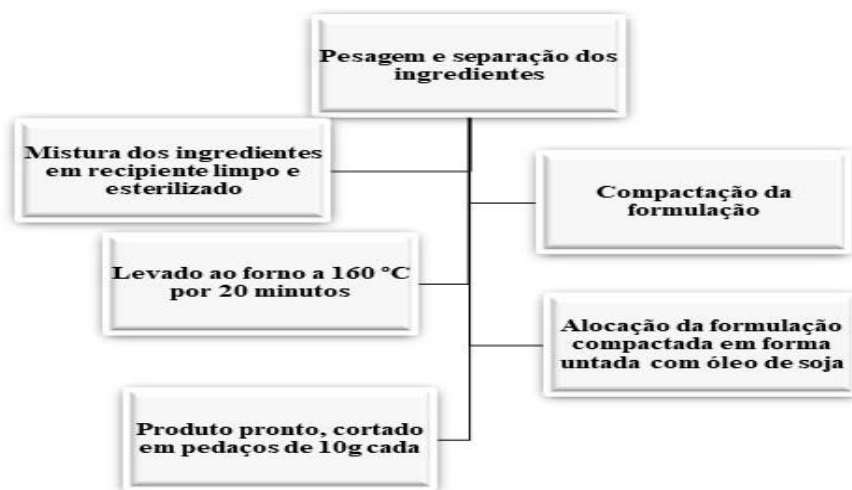 Pesagem e separação dos
ingredientes
Mistura dos ingredientes
em recipiente limpo e
esterilizado
Compactação da
formulação
Levado ao forno a 160 °C
por 20 minutos
Alocação da formulação
compactada em forma
untada com óleo de soja
Produto pronto, cortado
em pedaços de 10g cada